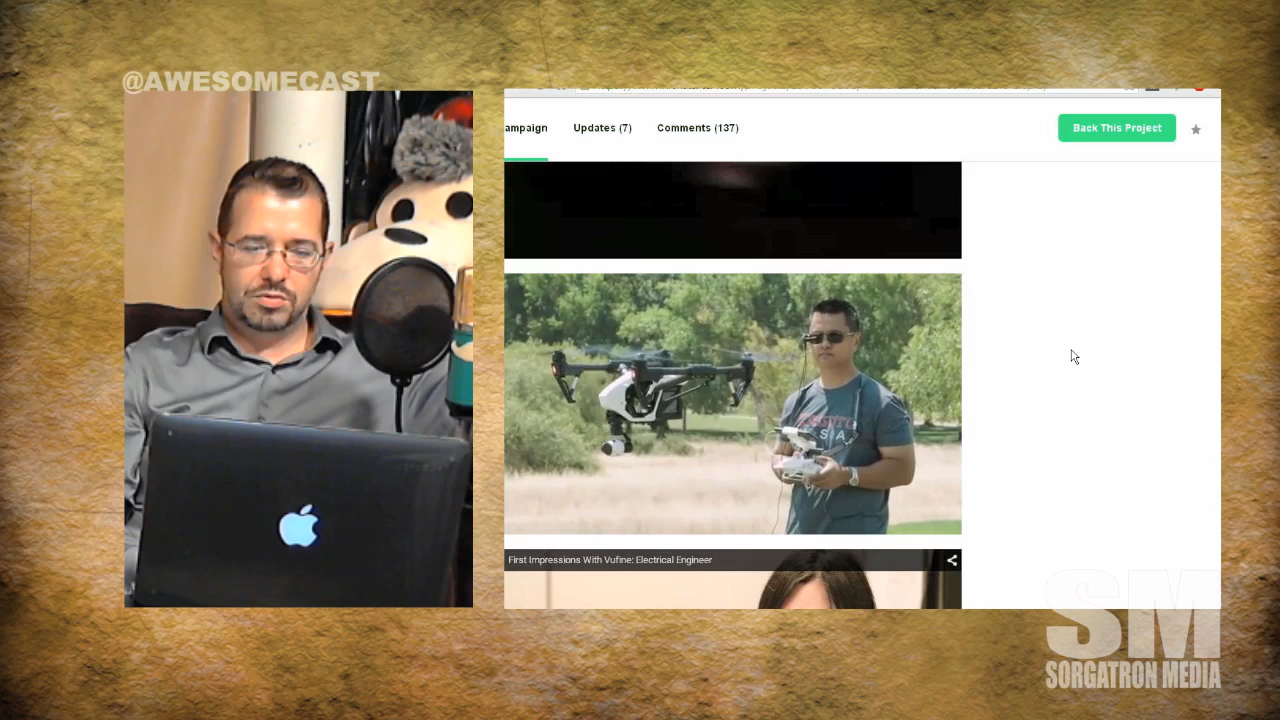 @AWESOMECAST
ampaign
Updates (7)
Comments (137)
Back This Project
First Impressions With Vufine: Electrical Engineer
SM
SORGATRON MEDIA